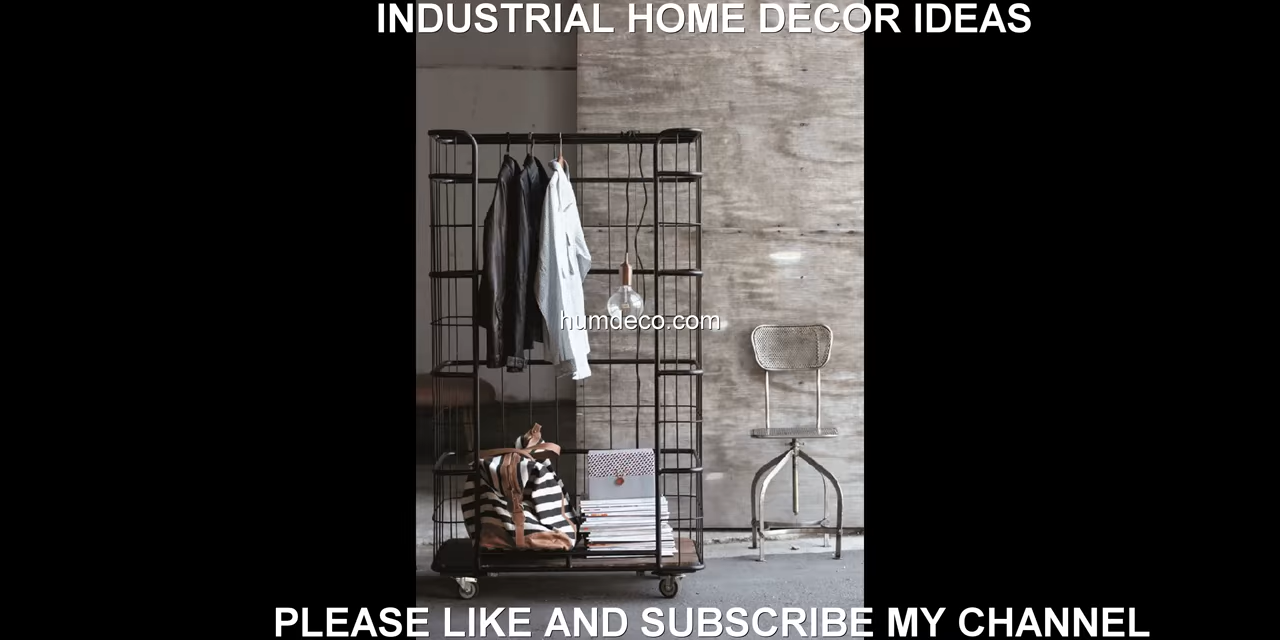 INDUSTRIAL HOME DECOR IDEAS
humdeco.com
PLEASE LIKE AND SUBSCRIBE MY CHANNEL